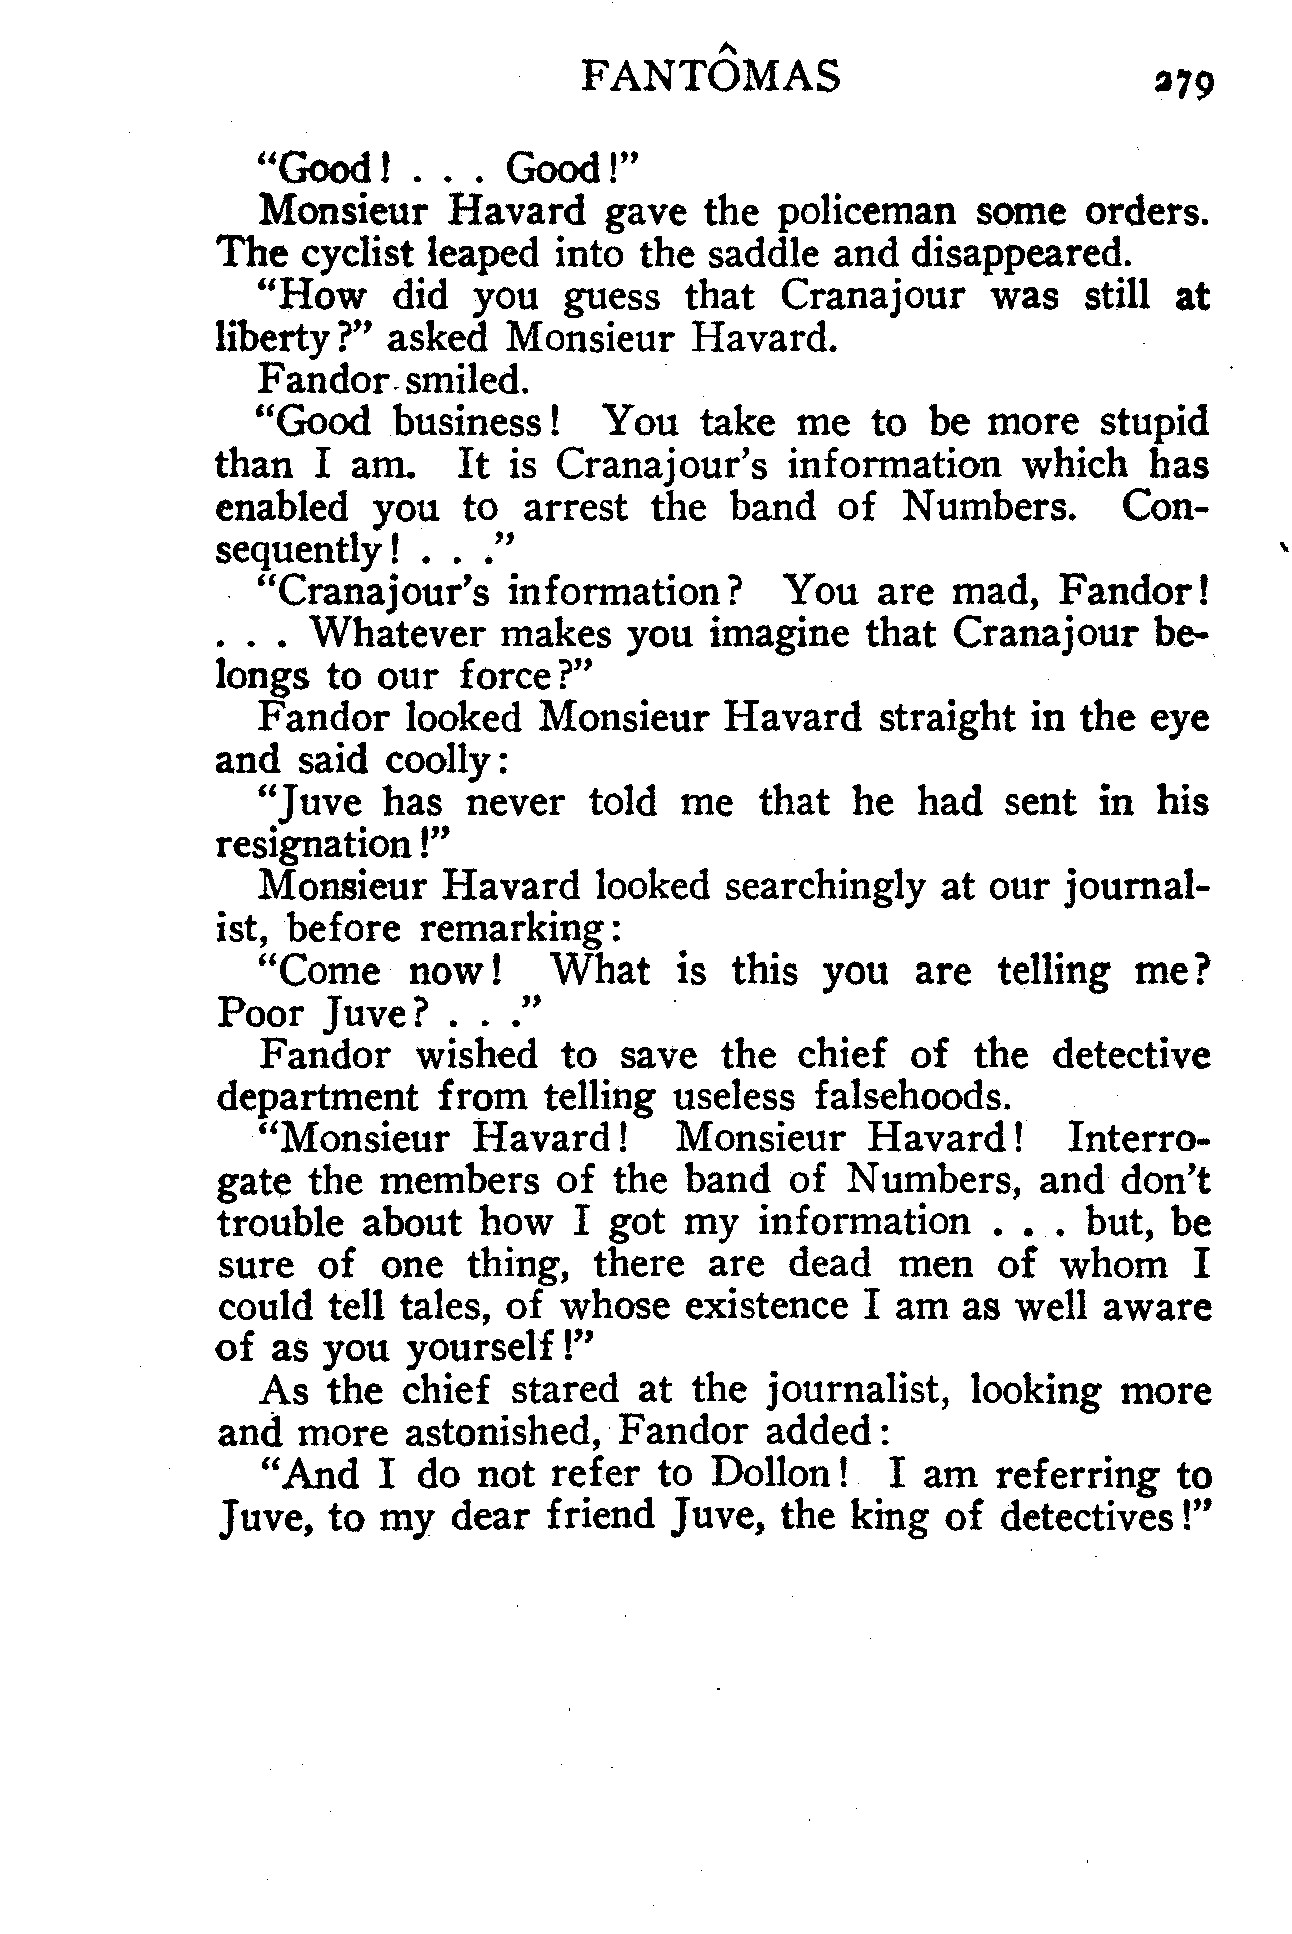 FANTÔMAS 279
“Good! . . . Good!”
Monsieur Havard gave the policeman some orders.
The cyclist leaped into the saddle and disappeared.
“How did you guess that Cranajour was still at
liberty?” asked Monsieur Havard.
Fandor smiled.
“Good business! You take me to be more stupid
than I am. It is Cranajour’s information which has
enabled you to arrest the band of Numbers. Con-
sequently! . . .”
“Cranajour’s information? You are mad, Fandor!
. . . Whatever makes you imagine that Cranajour be-
longs to our force?”
Fandor looked Monsieur Havard straight in the eye
and said coolly:
“Juve has never told me that he had sent in his
resignation!”
Monsieur Havard looked searchingly at our journal-
ist, before remarking:
“Come now! What is this you are telling me?
Poor Juve? . . .”
Fandor wished to save the chief of the detective
department from telling useless falsehoods.
“Monsieur Havard! Monsieur Havard! Interro-
gate the members of the band of Numbers, and don’t
trouble about how I got my information . . . but, be
sure of one thing, there are dead men of whom I
could tell tales, of whose existence I am as well aware
of as you yourself!”
As the chief stared at the journalist, looking more
and more astonished, Fandor added:
“And I do not refer to Dollon! I am referring to
Juve, to my dear friend Juve, the king of detectives!”